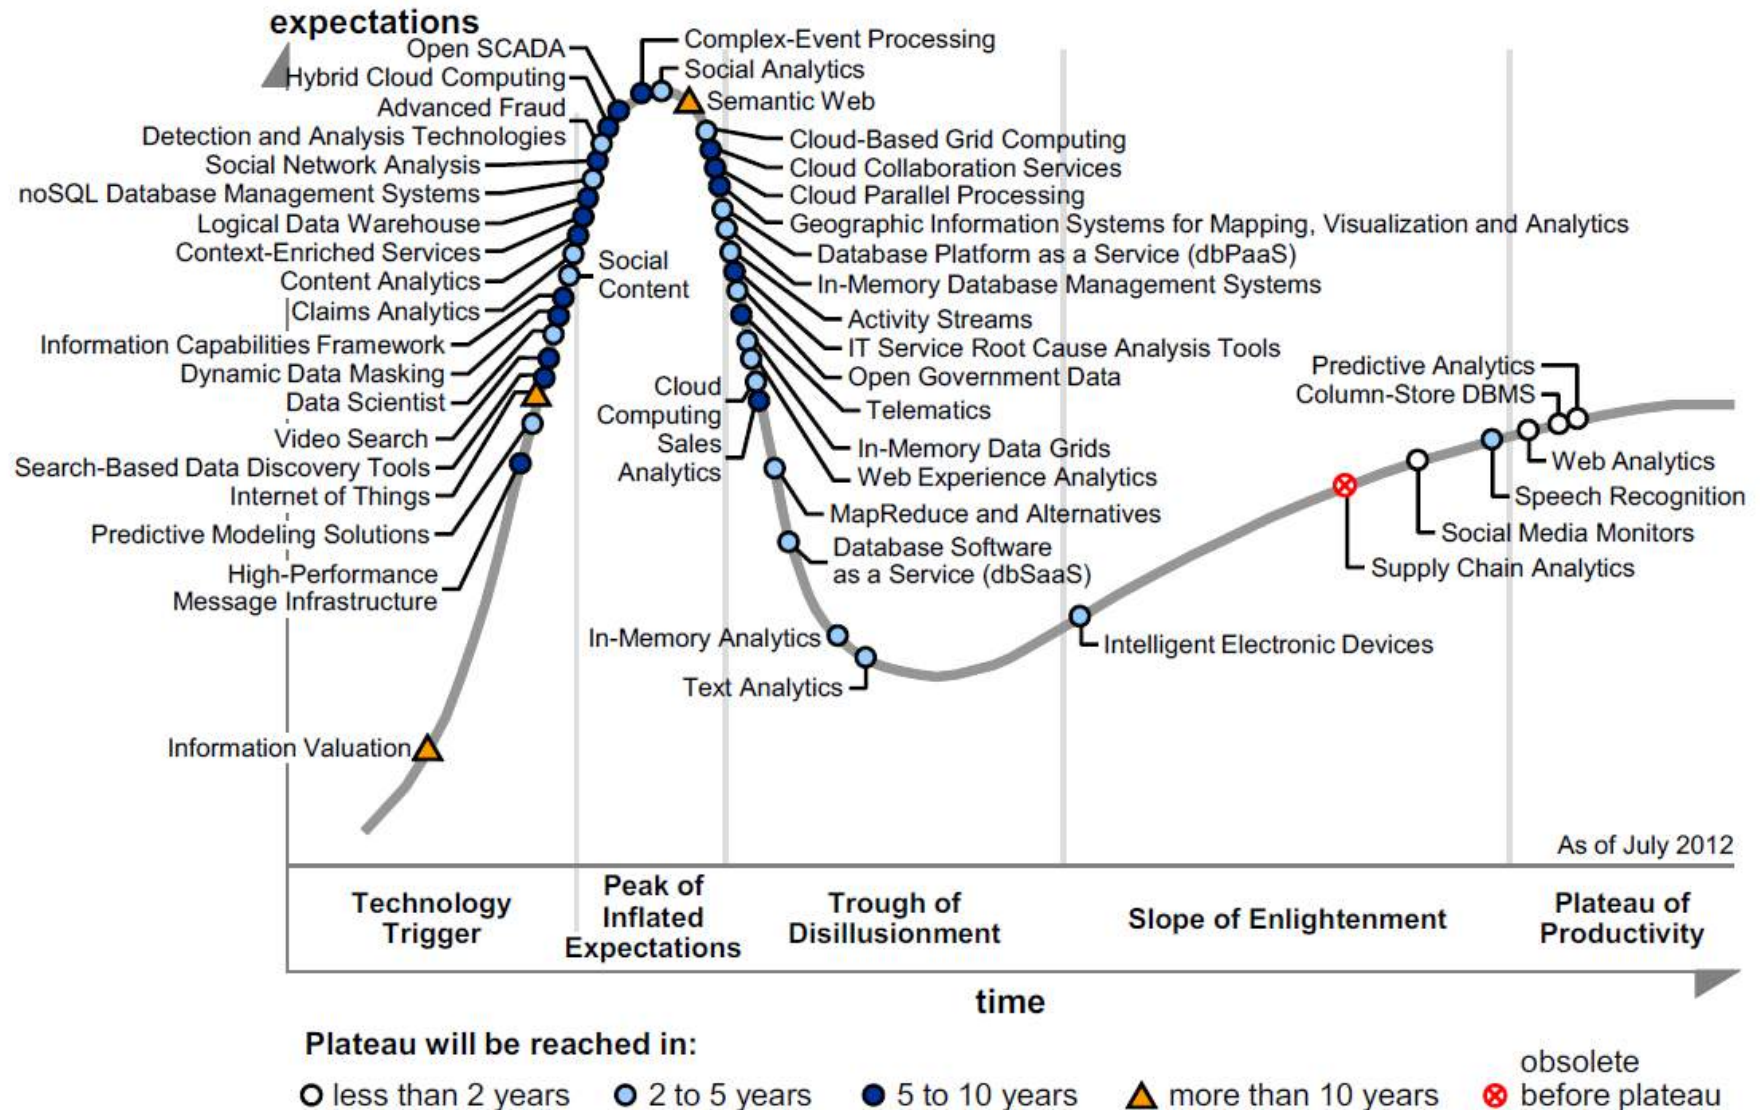 expectations
Open SCADA
Hybrid Cloud Computing
Advanced Fraud
Detection and Analysis Technologies
Social Network Analysis
noSQL Database Management Systems
Logical Data Warehouse
Context-Enriched Services
Content Analytics
Claims Analytics
Information Capabilities Framework
Dynamic Data Masking
Data Scientist
Video Search
Search-Based Data Discovery Tools
Internet of Things
Predictive Modeling Solutions
High-Performance
Message Infrastructure
Information Valuation
Social
Content
Complex-Event Processing
Social Analytics
Semantic Web
Cloud-Based Grid Computing
Cloud Collaboration Services
Cloud Parallel Processing
Geographic Information Systems for Mapping, Visualization and Analytics
Database Platform as a Service (dbPaaS)
In-Memory Database Management Systems
Activity Streams
IT Service Root Cause Analysis Tools
Open Government Data
Telematics
In-Memory Data Grids
Web Experience Analytics
Cloud
Computing
Sales
Analytics
MapReduce and Alternatives
Database Software
as a Service (dbSaaS)
In-Memory Analytics
Text Analytics
Intelligent Electronic Devices
Predictive Analytics
Column-Store DBMS
Web Analytics
Speech Recognition
Social Media Monitors
Supply Chain Analytics
As of July 2012
Technology
Trigger
Peak of
Inflated
Expectations
Trough of
Disillusionment
Slope of Enlightenment
Plateau of
Productivity
time
Plateau will be reached in:
less than 2 years
2 to 5 years
5 to 10 years
more than 10 years
obsolete
before plateau